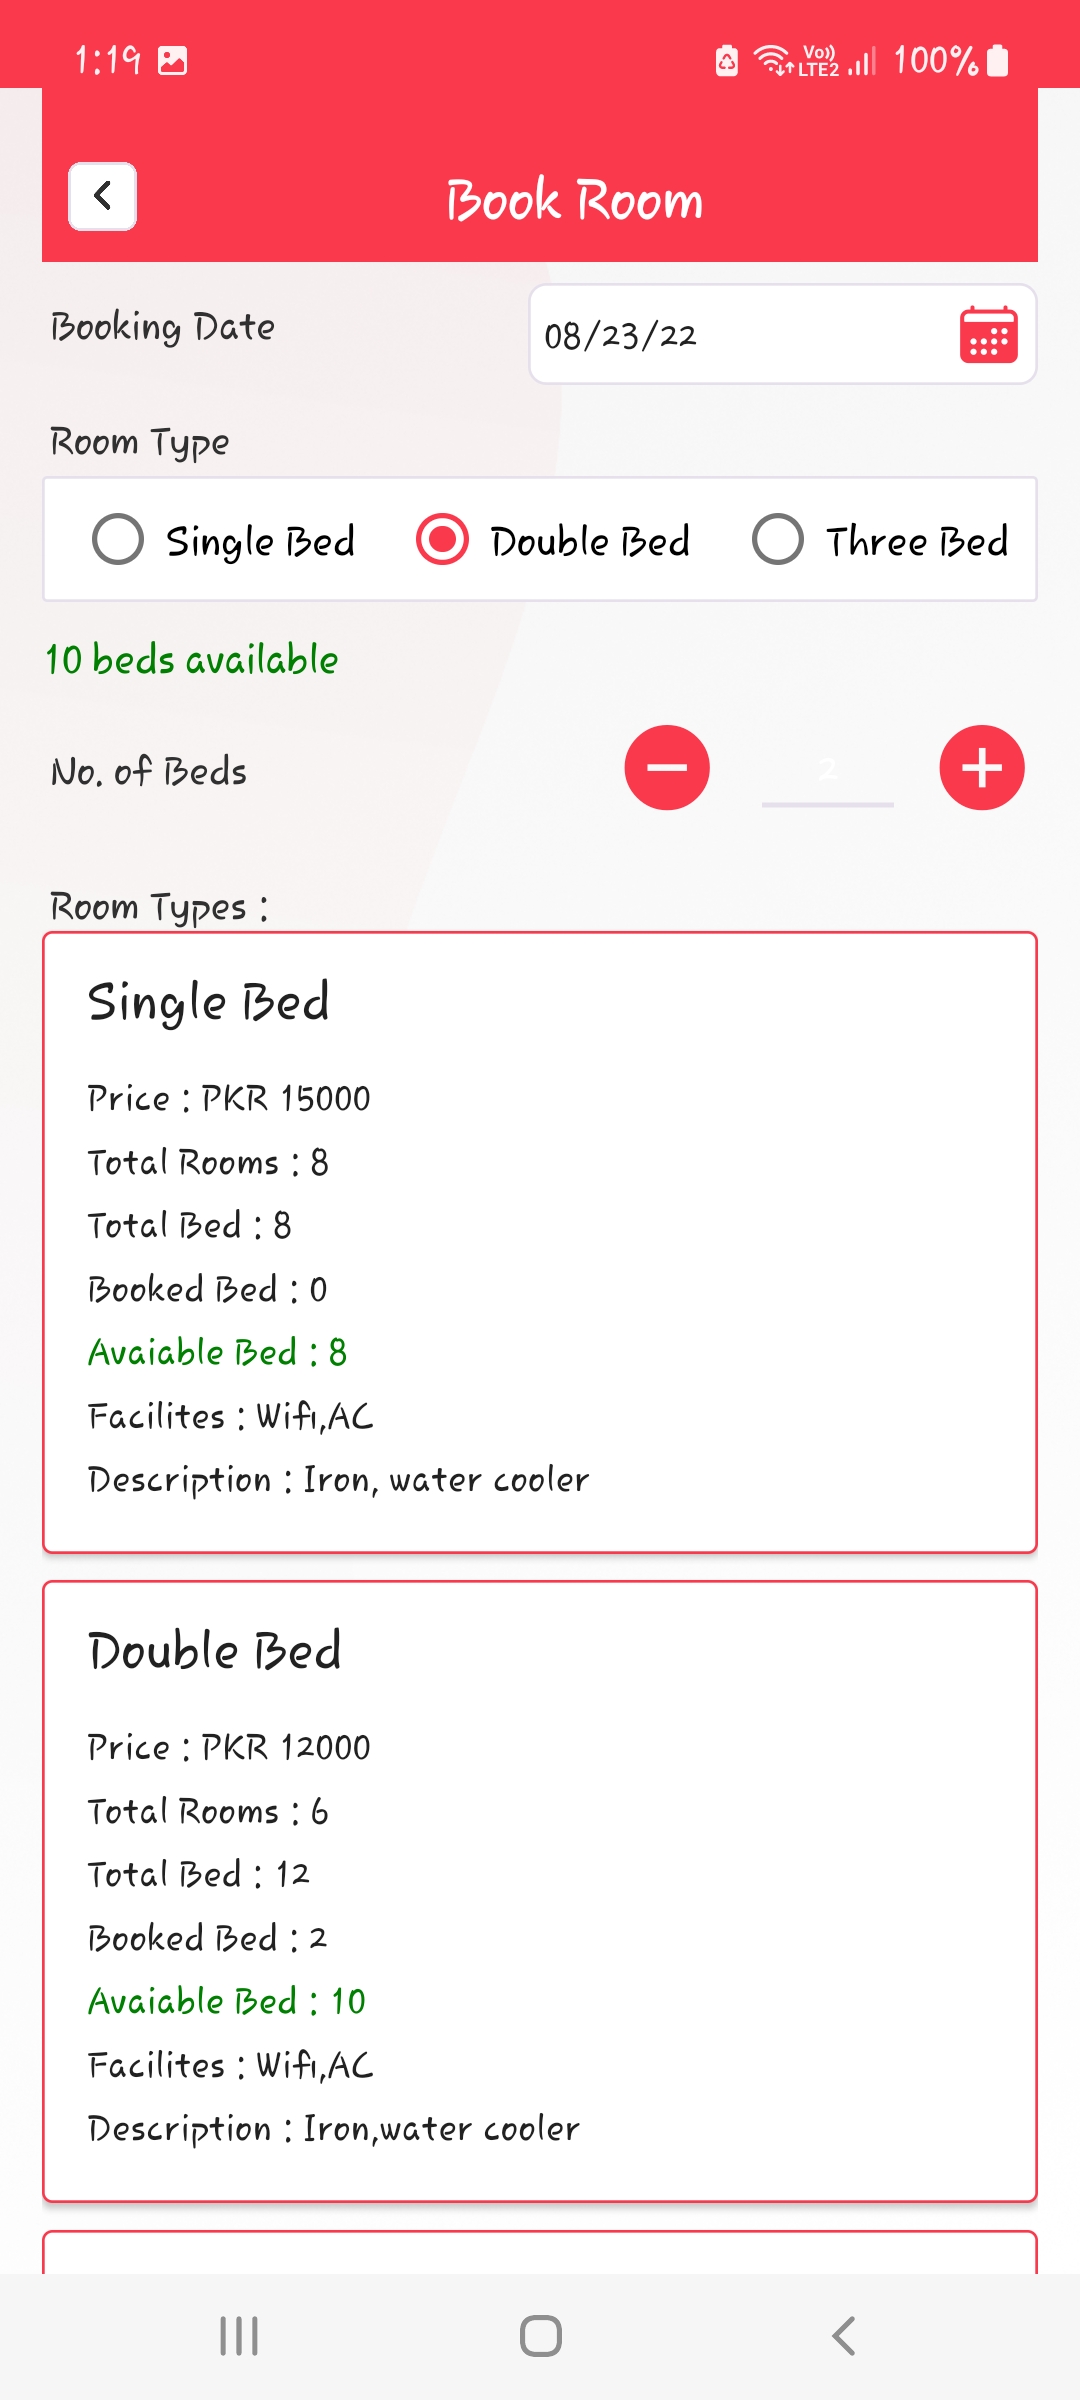 1:19
Vo)) LTE2 100%
Book Room
Booking Date
08/23/22
Room Type
Single Bed Double Bed Three Bed
10 beds available
No. of Beds
2
Room Types :
Single Bed
Price : PKR 15000
Total Rooms : 8
Total Bed : 8
Booked Bed : 0
Avaiable Bed : 8
Facilites : Wifi,AC
Description : Iron, water cooler
Double Bed
Price : PKR 12000
Total Rooms : 6
Total Bed : 12
Booked Bed : 2
Avaiable Bed : 10
Facilites : Wifi,AC
Description : Iron,water cooler